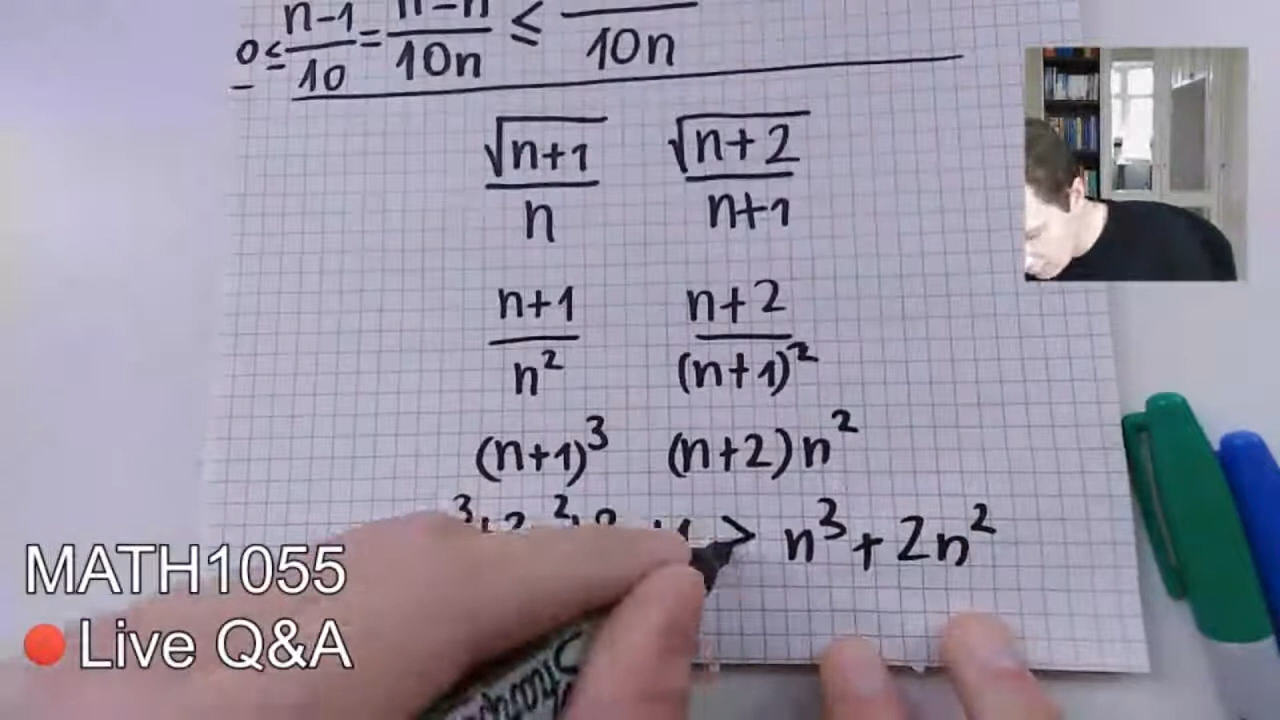 0 ≤ n-1/10 = /10n ≤ /10n
√(n+1)/n √(n+2)/(n+1)
n+1/n² n+2/(n+1)²
(n+1)³ (n+2)n²
> n³+2n²
MATH1055
Live Q&A